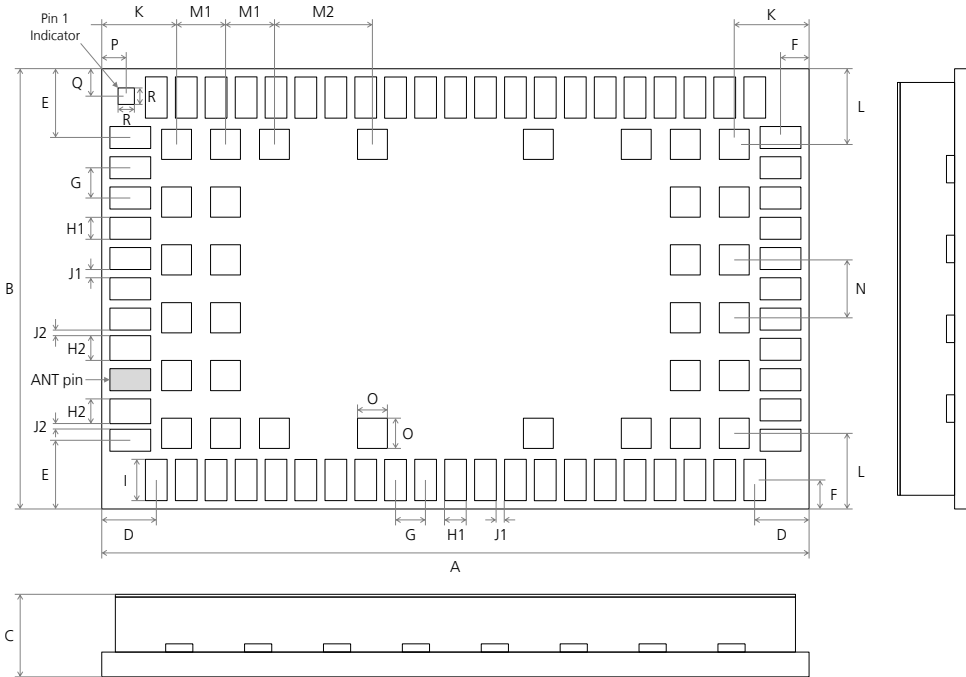 Pin 1
Indicator
K
M1
M1
M2
K
P
F
Q
E
R
R
L
G
H1
J1
B
N
J2
H2
ANT pin
H2
J2
O
O
E
I
L
F
D
G
H1
J1
D
A
C